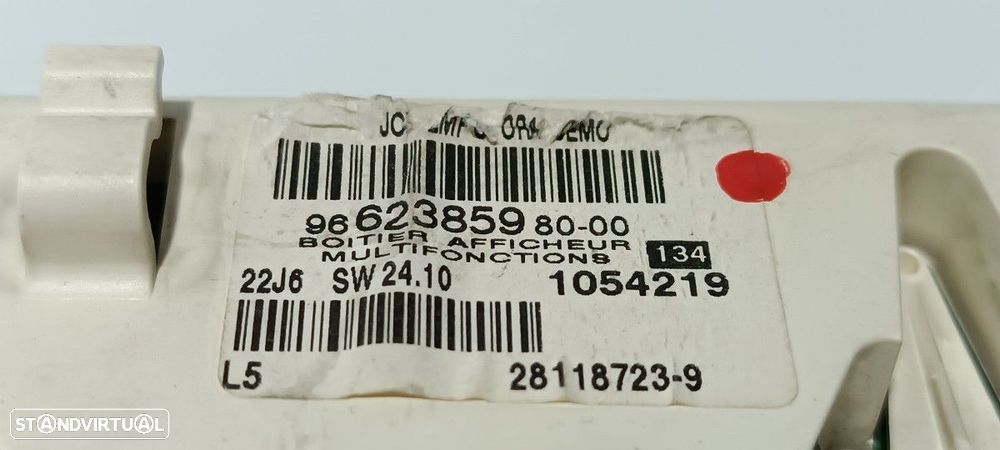 96 623859 80-00
BOITIER AFFICHEUR
MULTIFONCTIONS 134
22J6 SW 24.10 1054219
L5 28118723-9
STANDVIRTUAL